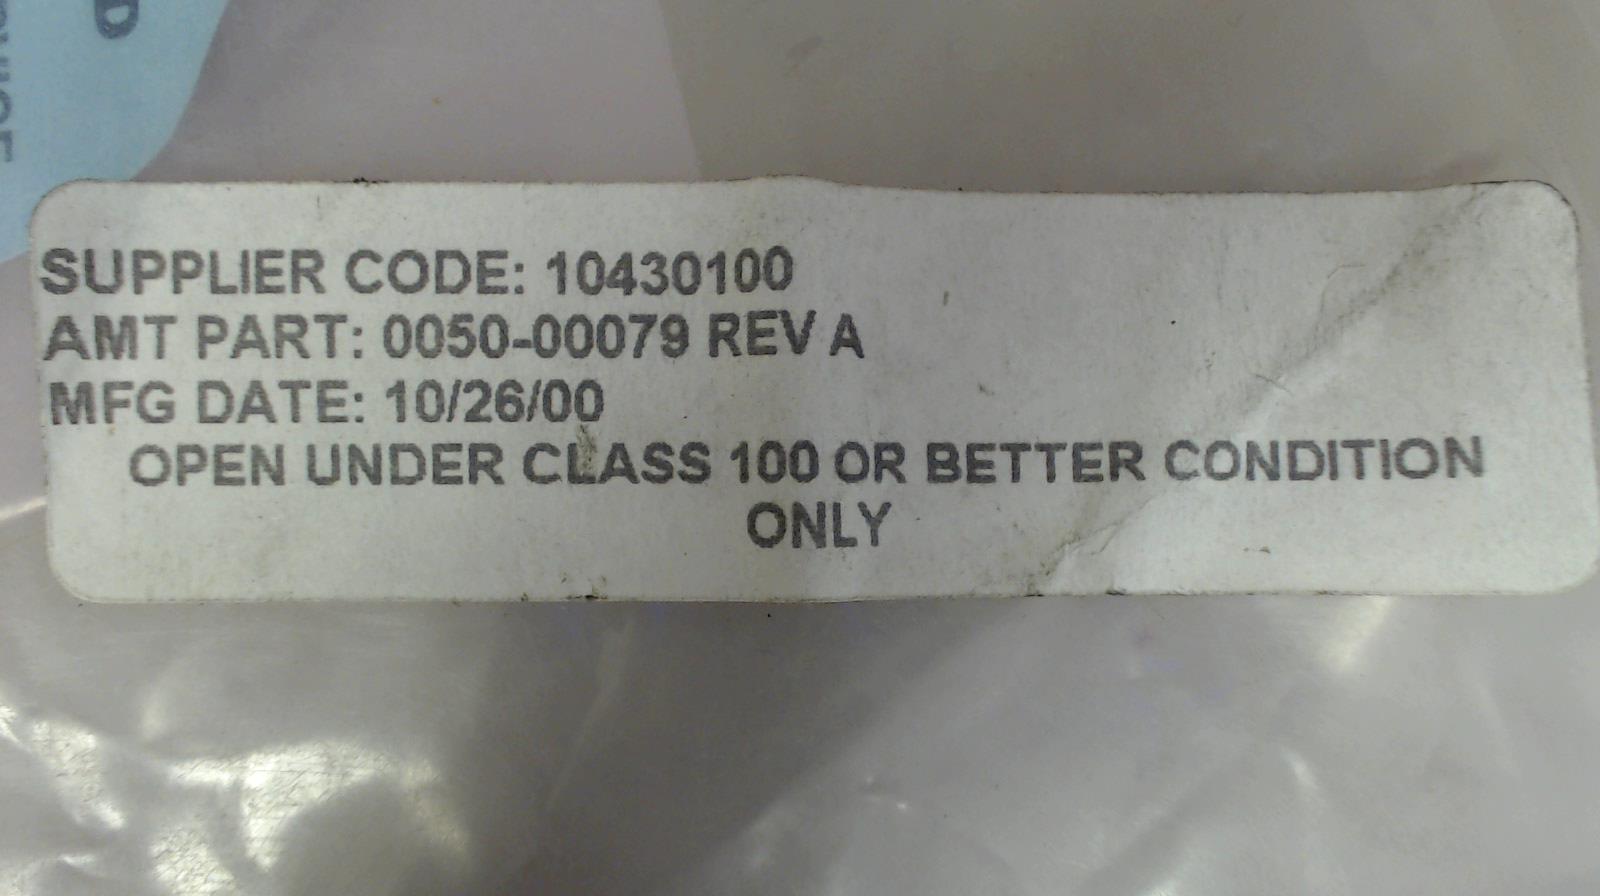 SUPPLIER CODE: 10430100
AMT PART: 0050-00079 REV A
MFG DATE: 10/26/00
OPEN UNDER CLASS 100 OR BETTER CONDITION
ONLY